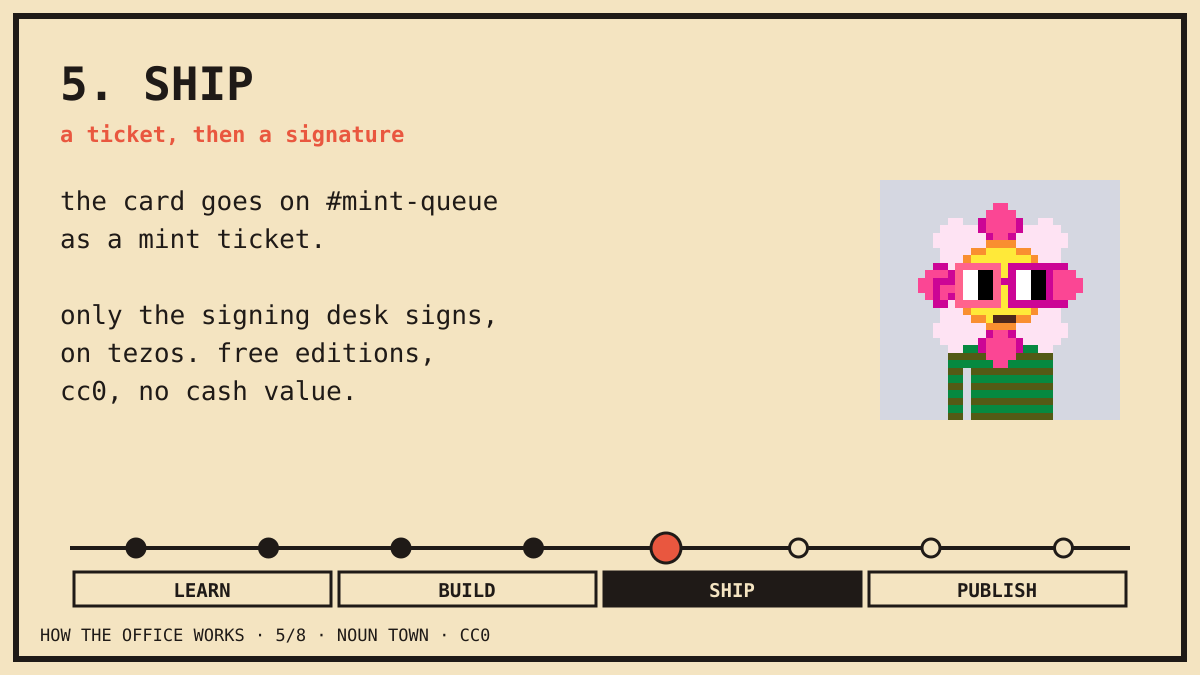 5. SHIP
a ticket, then a signature
the card goes on #mint-queue
as a mint ticket.
only the signing desk signs,
on tezos. free editions,
cc0, no cash value.
LEARN
BUILD
SHIP
PUBLISH
HOW THE OFFICE WORKS · 5/8 · NOUN TOWN · CC0